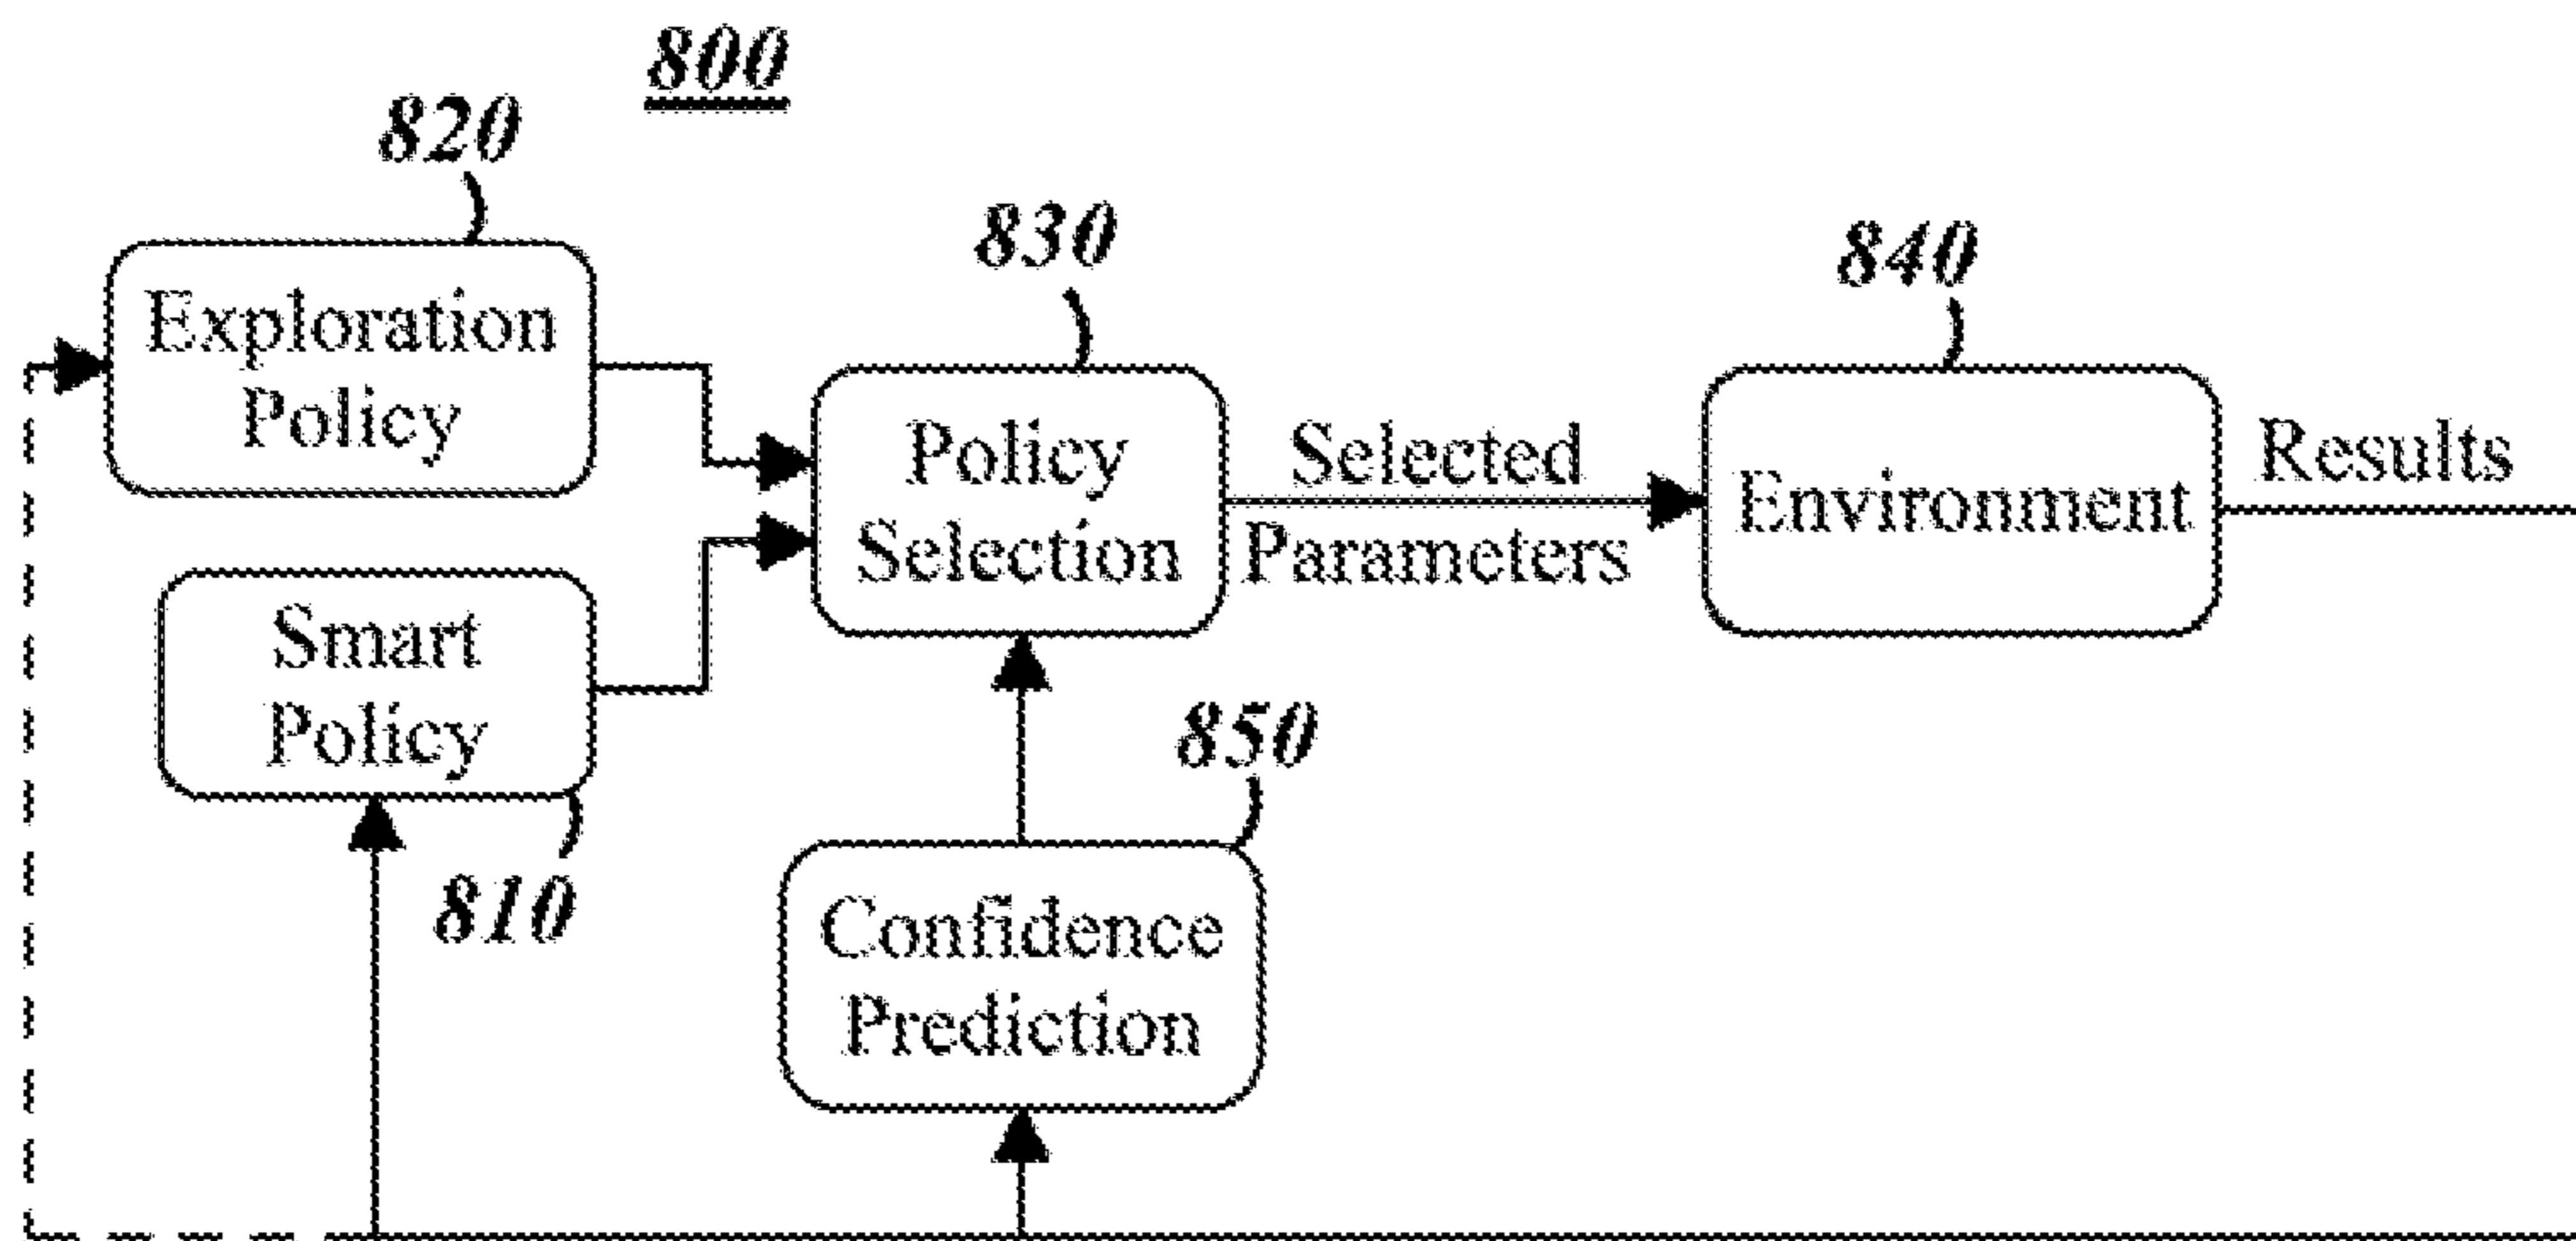 800
820
Exploration
Policy
830
Policy
Selection
Selected
Parameters
840
Environment
Results
Smart
Policy
810
850
Confidence
Prediction